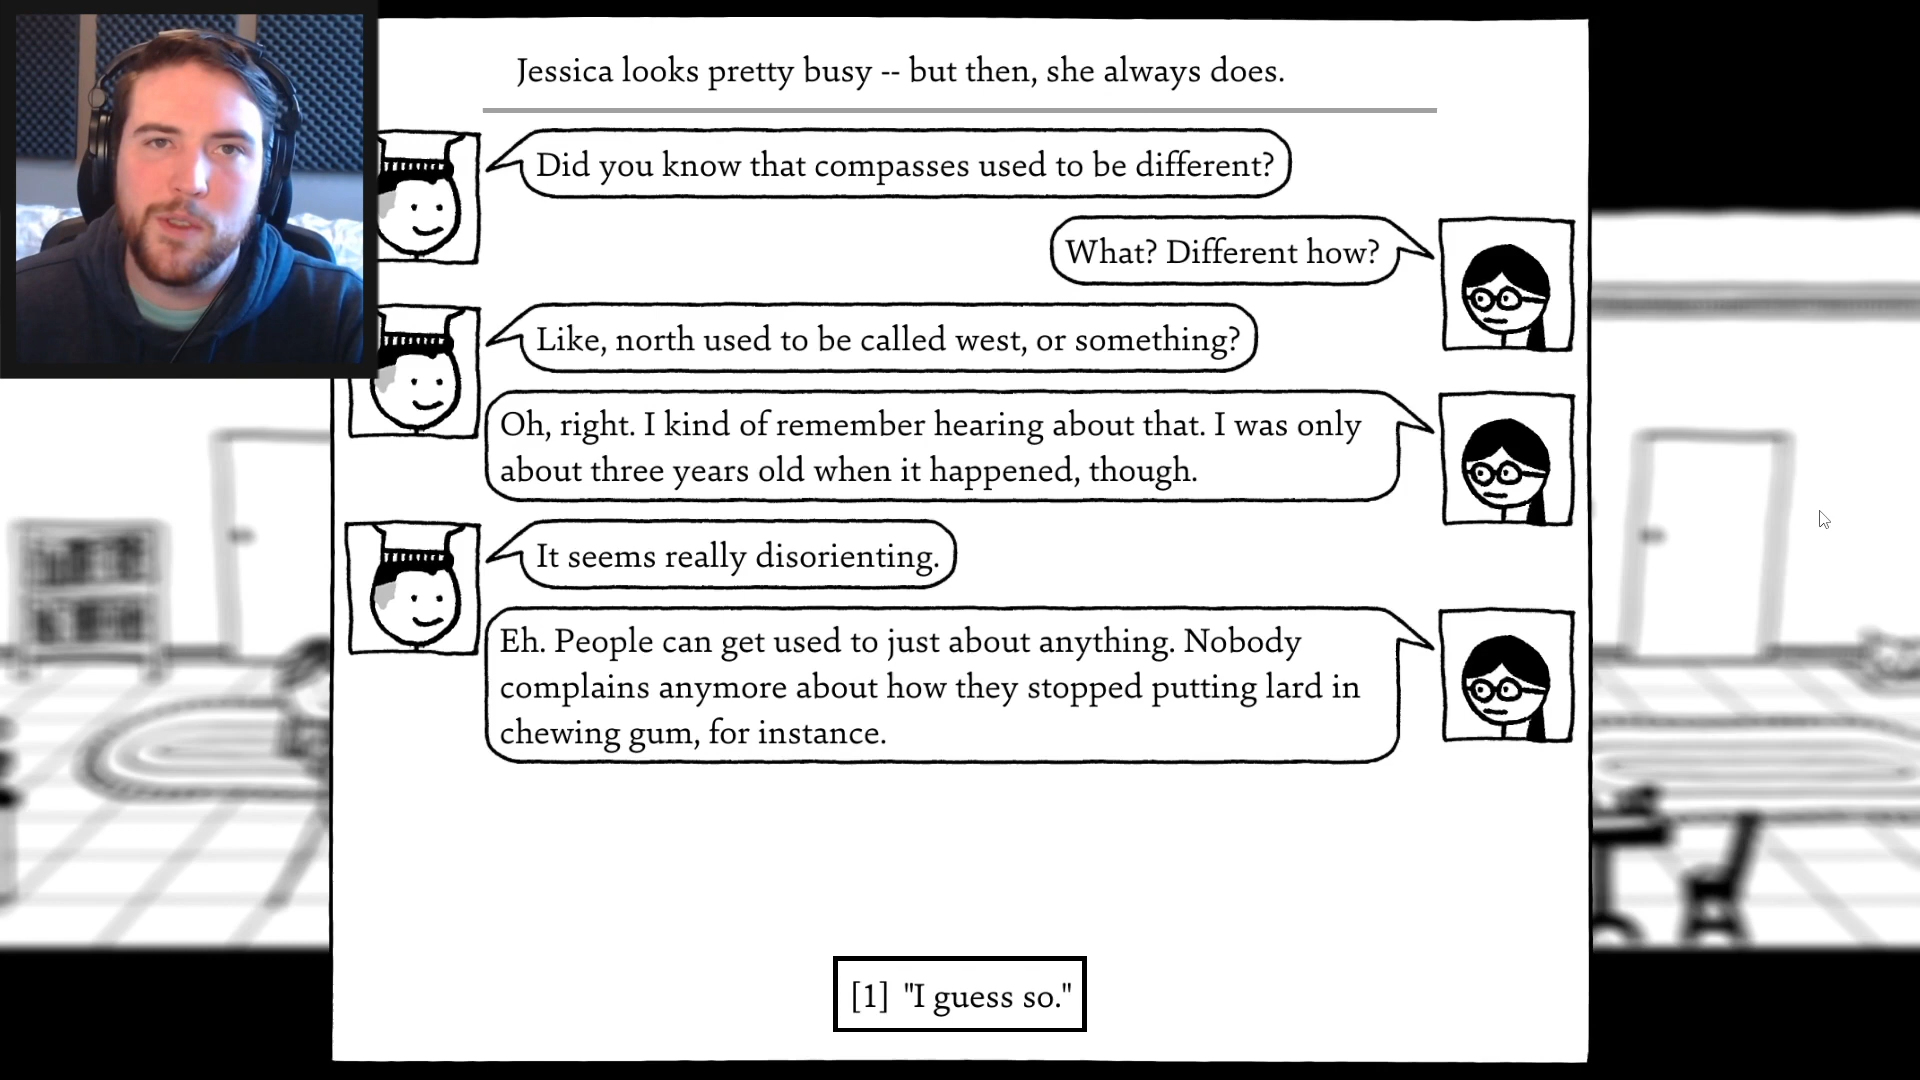 Jessica looks pretty busy -- but then, she always does.
Did you know that compasses used to be different?
What? Different how?
Like, north used to be called west, or something?
Oh, right. I kind of remember hearing about that. I was only
about three years old when it happened, though.
It seems really disorienting.
Eh. People can get used to just about anything. Nobody
complains anymore about how they stopped putting lard in
chewing gum, for instance.
[1] "I guess so."